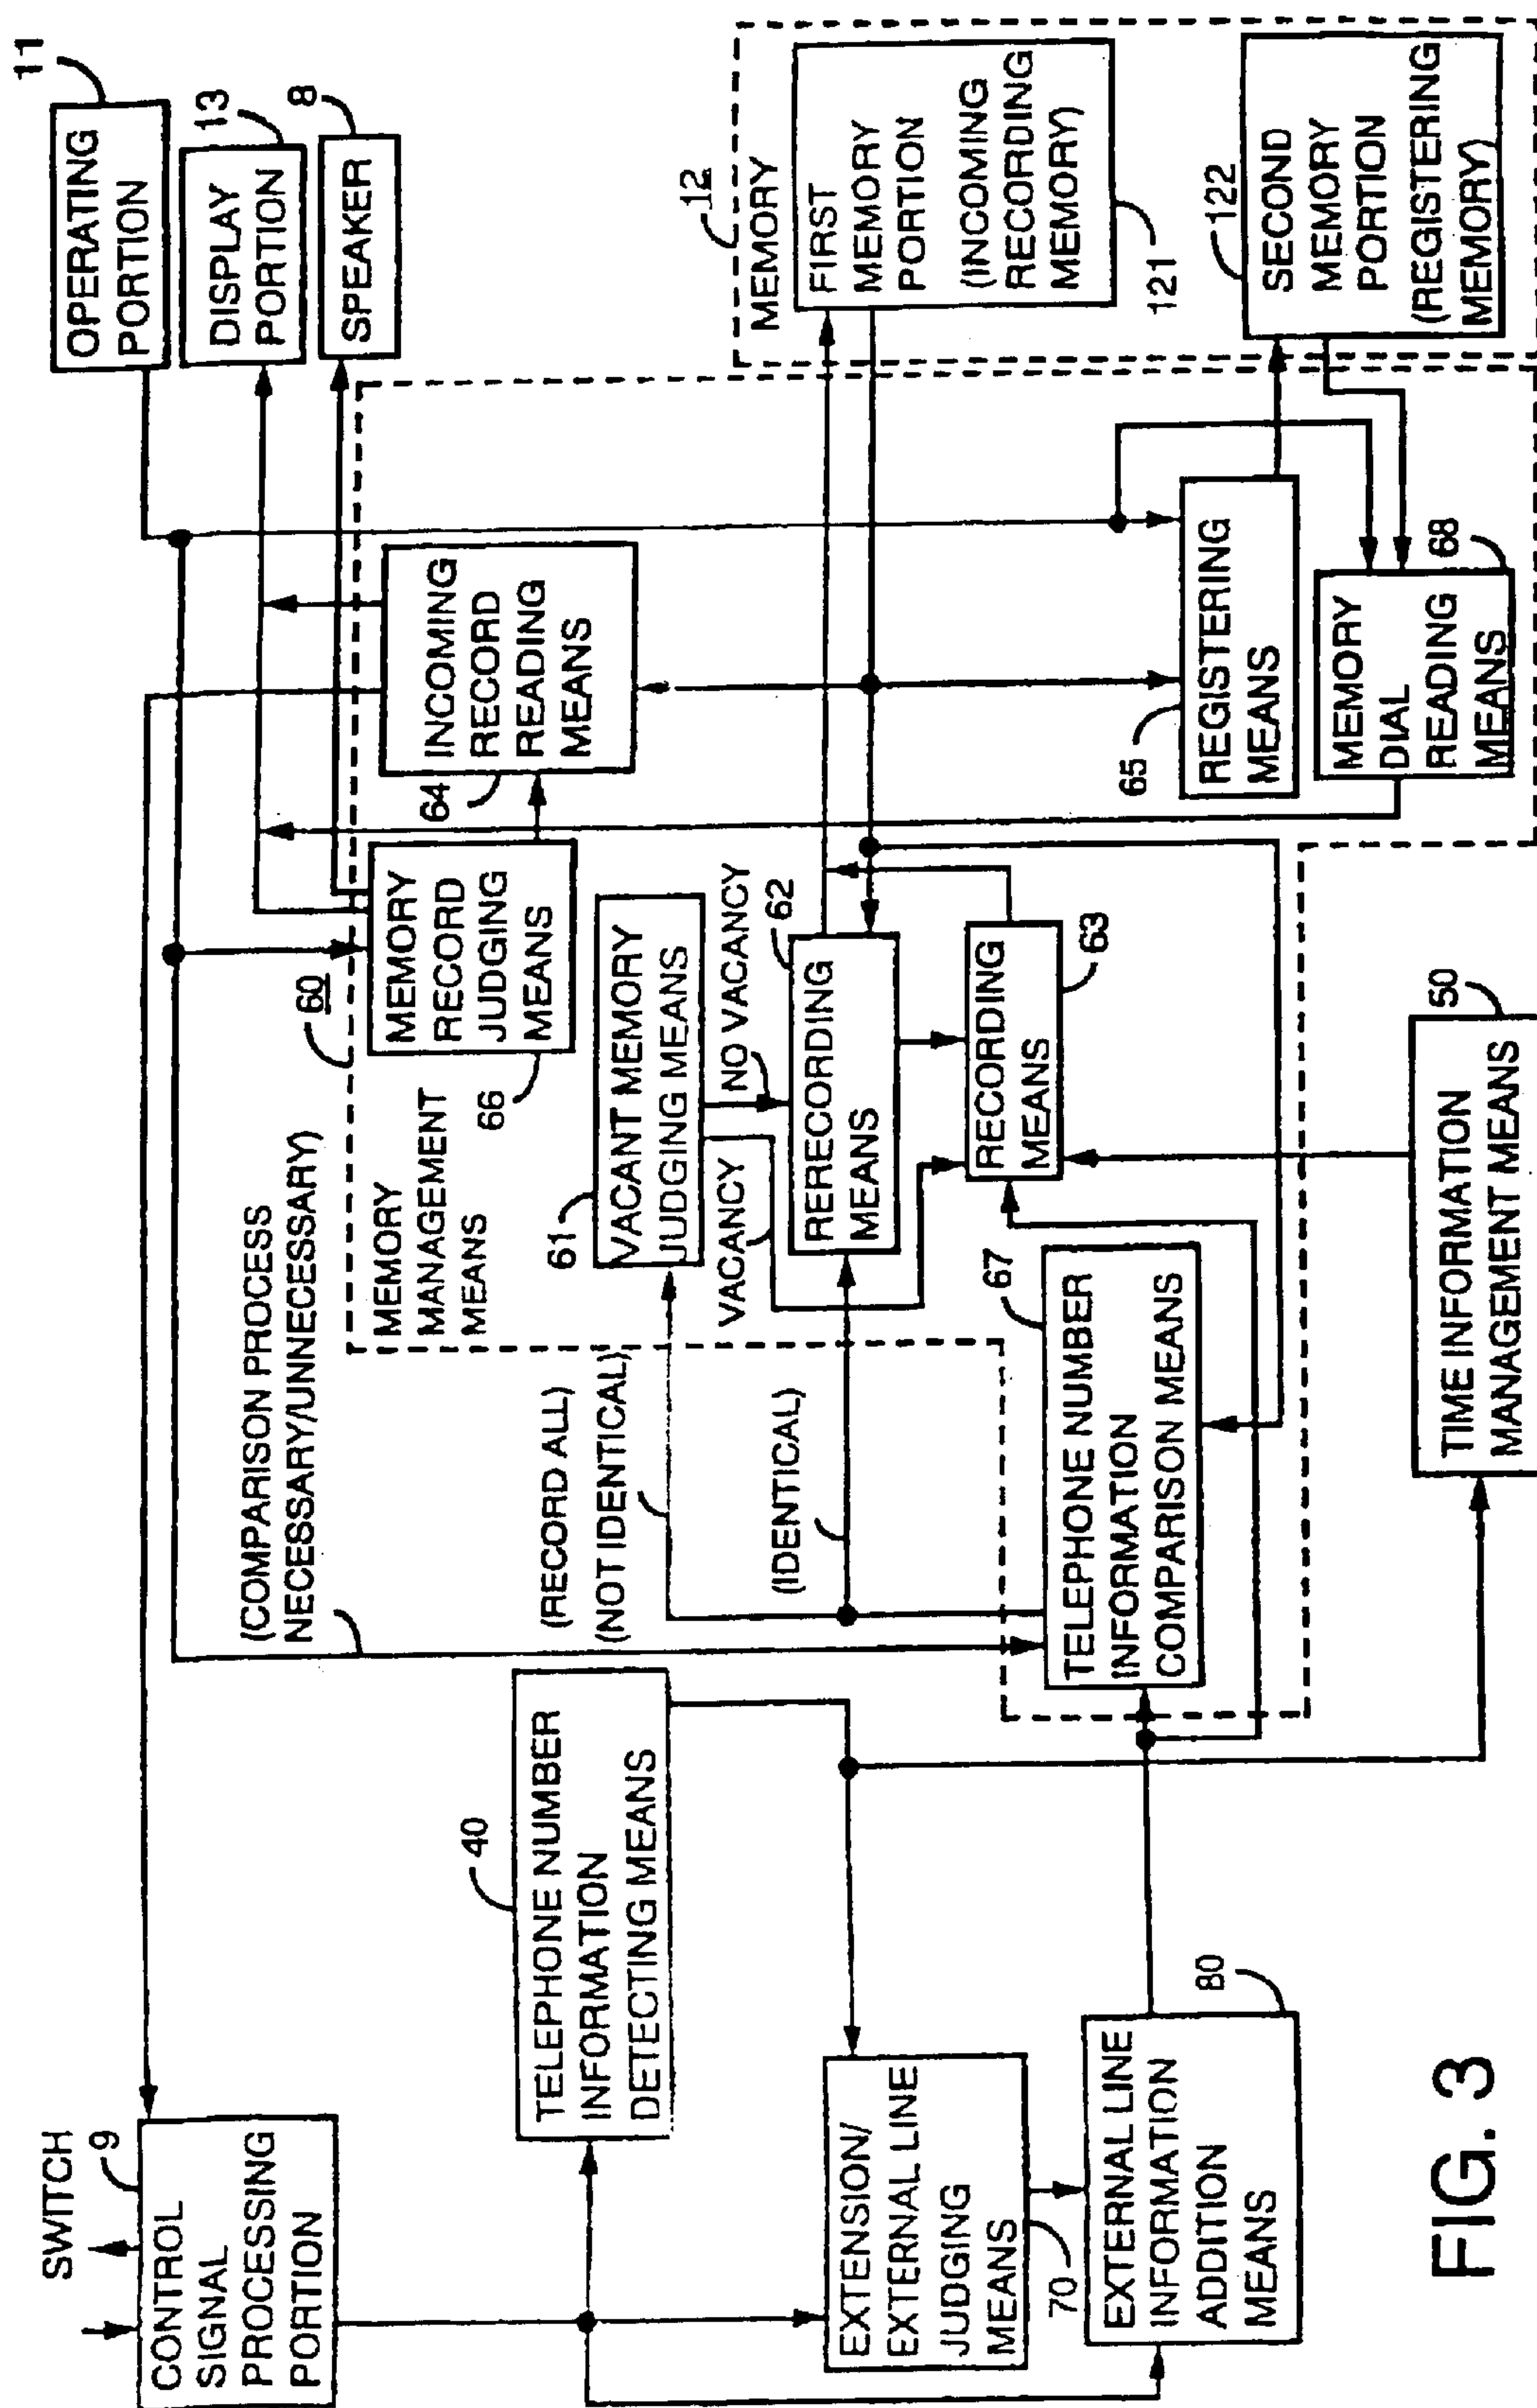 SWITCH
9
CONTROL
SIGNAL
PROCESSING
PORTION
40
TELEPHONE NUMBER
INFORMATION
DETECTING MEANS
EXTENSION/
EXTERNAL LINE
JUDGING
MEANS
70
EXTERNAL LINE
INFORMATION
ADDITION
MEANS
80
(COMPARISON PROCESS
NECESSARY/UNNECESSARY)
(RECORD ALL)
(NOT IDENTICAL)
(IDENTICAL)
67
TELEPHONE NUMBER
INFORMATION
COMPARISON MEANS
50
TIME INFORMATION
MANAGEMENT MEANS
60
MEMORY
MANAGEMENT
MEANS
66
MEMORY
RECORD
JUDGING
MEANS
61
VACANT MEMORY
JUDGING MEANS
VACANCY
NO VACANCY
62
RERECORDING
MEANS
63
RECORDING
MEANS
64
INCOMING
RECORD
READING
MEANS
65
REGISTERING
MEANS
68
MEMORY
DIAL
READING
MEANS
11
OPERATING
PORTION
13
DISPLAY
PORTION
8
SPEAKER
12
MEMORY
FIRST
MEMORY
PORTION
(INCOMING
RECORDING
MEMORY)
121
122
SECOND
MEMORY
PORTION
(REGISTERING
MEMORY)
FIG. 3